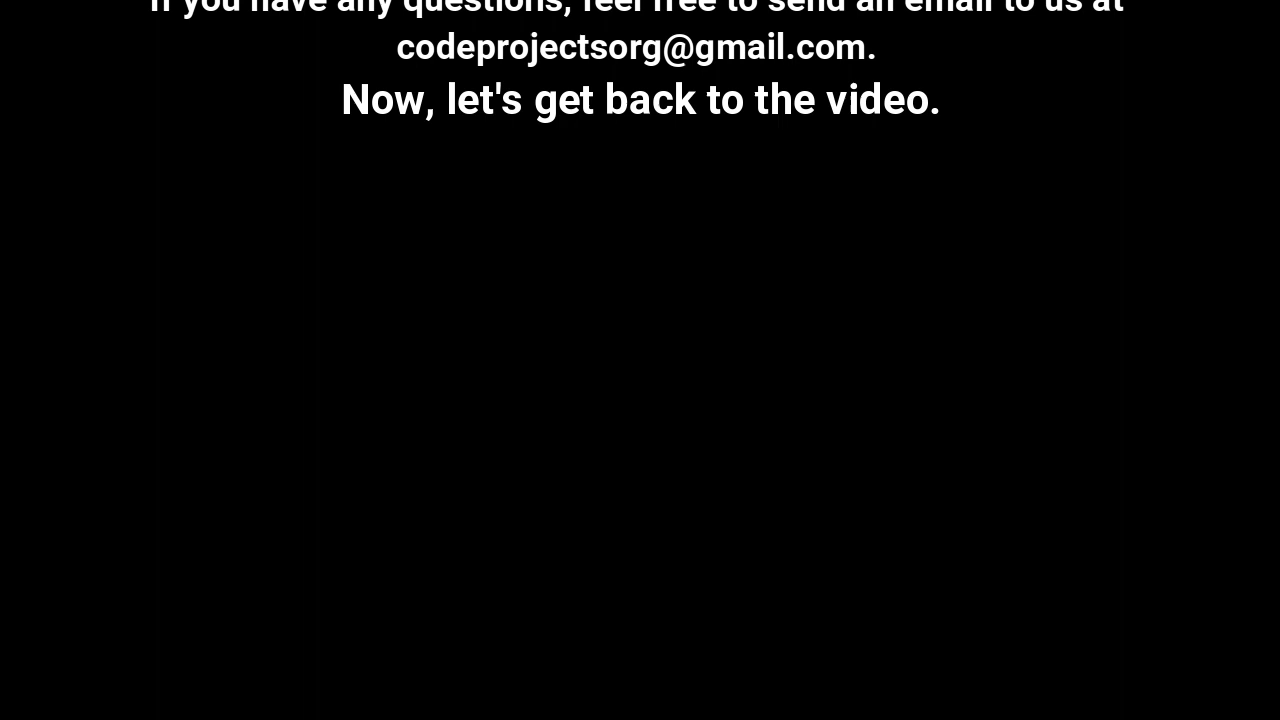 If you have any questions, feel free to send an email to us at
codeprojectsorg@gmail.com.
Now, let's get back to the video.